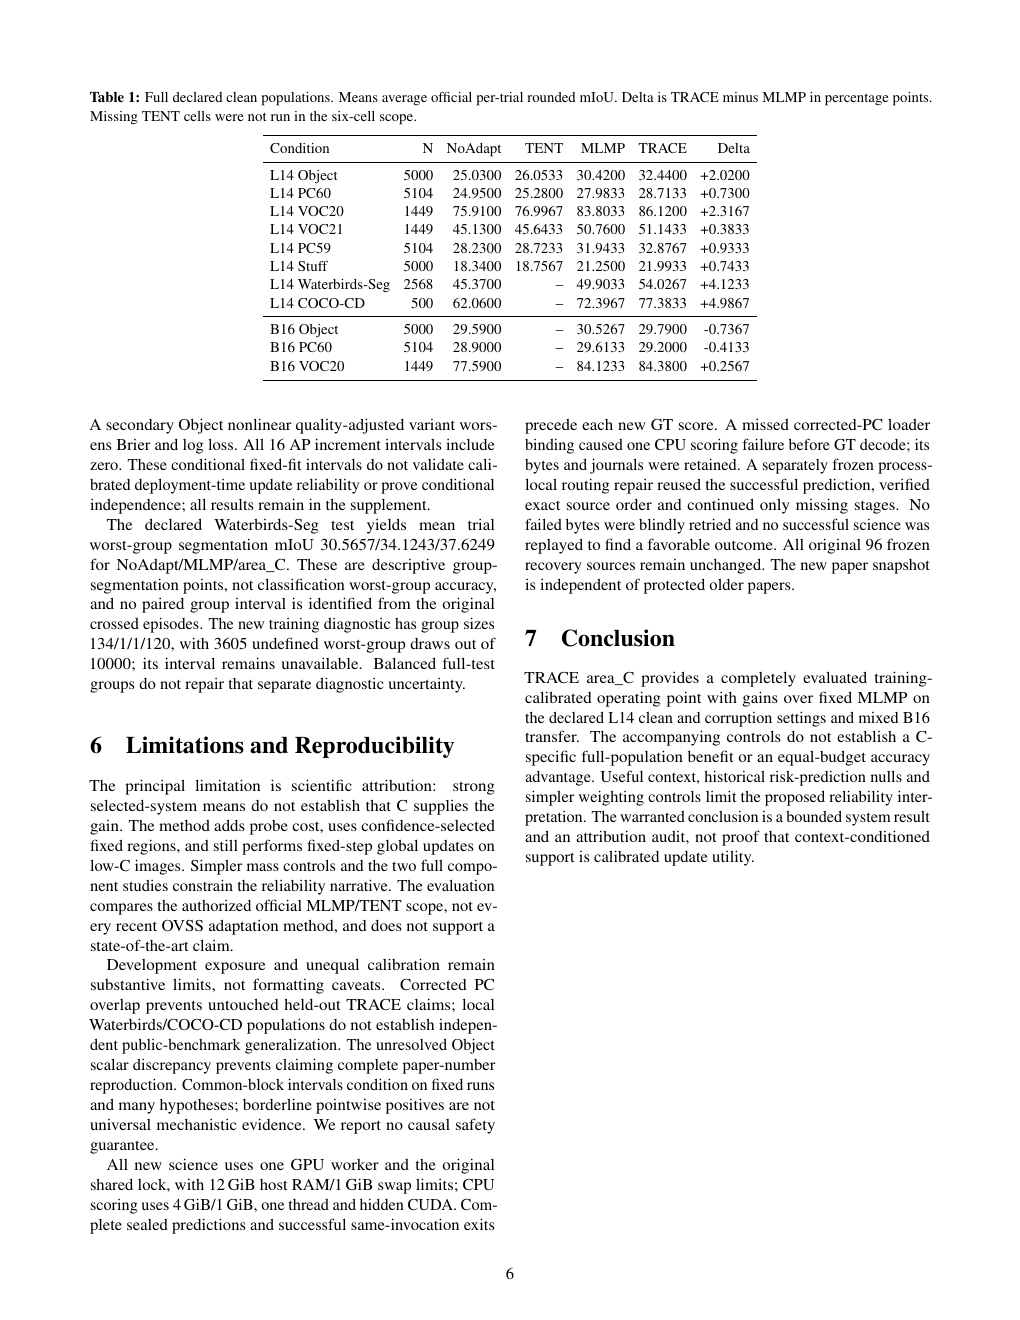 Table 1: Full declared clean populations. Means average official per-trial rounded mIoU. Delta is TRACE minus MLMP in percentage points.
Missing TENT cells were not run in the six-cell scope.
Condition N NoAdapt TENT MLMP TRACE Delta
L14 Object 5000 25.0300 26.0533 30.4200 32.4400 +2.0200
L14 PC60 5104 24.9500 25.2800 27.9833 28.7133 +0.7300
L14 VOC20 1449 75.9100 76.9967 83.8033 86.1200 +2.3167
L14 VOC21 1449 45.1300 45.6433 50.7600 51.1433 +0.3833
L14 PC59 5104 28.2300 28.7233 31.9433 32.8767 +0.9333
L14 Stuff 5000 18.3400 18.7567 21.2500 21.9933 +0.7433
L14 Waterbirds-Seg 2568 45.3700 – 49.9033 54.0267 +4.1233
L14 COCO-CD 500 62.0600 – 72.3967 77.3833 +4.9867
B16 Object 5000 29.5900 – 30.5267 29.7900 -0.7367
B16 PC60 5104 28.9000 – 29.6133 29.2000 -0.4133
B16 VOC20 1449 77.5900 – 84.1233 84.3800 +0.2567
A secondary Object nonlinear quality-adjusted variant wors-
ens Brier and log loss. All 16 AP increment intervals include
zero. These conditional fixed-fit intervals do not validate cali-
brated deployment-time update reliability or prove conditional
independence; all results remain in the supplement.
The declared Waterbirds-Seg test yields mean trial
worst-group segmentation mIoU 30.5657/34.1243/37.6249
for NoAdapt/MLMP/area_C. These are descriptive group-
segmentation points, not classification worst-group accuracy,
and no paired group interval is identified from the original
crossed episodes. The new training diagnostic has group sizes
134/1/1/120, with 3605 undefined worst-group draws out of
10000; its interval remains unavailable. Balanced full-test
groups do not repair that separate diagnostic uncertainty.
6 Limitations and Reproducibility
The principal limitation is scientific attribution: strong
selected-system means do not establish that C supplies the
gain. The method adds probe cost, uses confidence-selected
fixed regions, and still performs fixed-step global updates on
low-C images. Simpler mass controls and the two full compo-
nent studies constrain the reliability narrative. The evaluation
compares the authorized official MLMP/TENT scope, not ev-
ery recent OVSS adaptation method, and does not support a
state-of-the-art claim.
Development exposure and unequal calibration remain
substantive limits, not formatting caveats. Corrected PC
overlap prevents untouched held-out TRACE claims; local
Waterbirds/COCO-CD populations do not establish indepen-
dent public-benchmark generalization. The unresolved Object
scalar discrepancy prevents claiming complete paper-number
reproduction. Common-block intervals condition on fixed runs
and many hypotheses; borderline pointwise positives are not
universal mechanistic evidence. We report no causal safety
guarantee.
All new science uses one GPU worker and the original
shared lock, with 12 GiB host RAM/1 GiB swap limits; CPU
scoring uses 4 GiB/1 GiB, one thread and hidden CUDA. Com-
plete sealed predictions and successful same-invocation exits
precede each new GT score. A missed corrected-PC loader
binding caused one CPU scoring failure before GT decode; its
bytes and journals were retained. A separately frozen process-
local routing repair reused the successful prediction, verified
exact source order and continued only missing stages. No
failed bytes were blindly retried and no successful science was
replayed to find a favorable outcome. All original 96 frozen
recovery sources remain unchanged. The new paper snapshot
is independent of protected older papers.
7 Conclusion
TRACE area_C provides a completely evaluated training-
calibrated operating point with gains over fixed MLMP on
the declared L14 clean and corruption settings and mixed B16
transfer. The accompanying controls do not establish a C-
specific full-population benefit or an equal-budget accuracy
advantage. Useful context, historical risk-prediction nulls and
simpler weighting controls limit the proposed reliability inter-
pretation. The warranted conclusion is a bounded system result
and an attribution audit, not proof that context-conditioned
support is calibrated update utility.
6